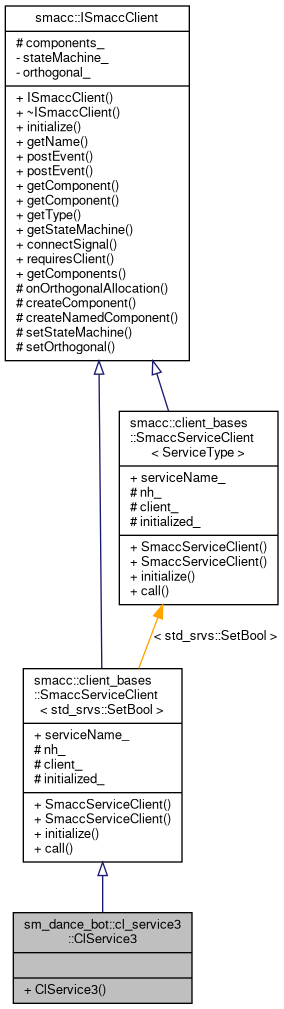 smacc::ISmaccClient
# components_
- stateMachine_
- orthogonal_
+ ISmaccClient()
+ ~ISmaccClient()
+ initialize()
+ getName()
+ postEvent()
+ postEvent()
+ getComponent()
+ getComponent()
+ getType()
+ getStateMachine()
+ connectSignal()
+ requiresClient()
+ getComponents()
# onOrthogonalAllocation()
# createComponent()
# createNamedComponent()
# setStateMachine()
# setOrthogonal()
smacc::client_bases
::SmaccServiceClient
< ServiceType >
+ serviceName_
# nh_
# client_
# initialized_
+ SmaccServiceClient()
+ SmaccServiceClient()
+ initialize()
+ call()
< std_srvs::SetBool >
smacc::client_bases
::SmaccServiceClient
< std_srvs::SetBool >
+ serviceName_
# nh_
# client_
# initialized_
+ SmaccServiceClient()
+ SmaccServiceClient()
+ initialize()
+ call()
sm_dance_bot::cl_service3
::ClService3
+ ClService3()